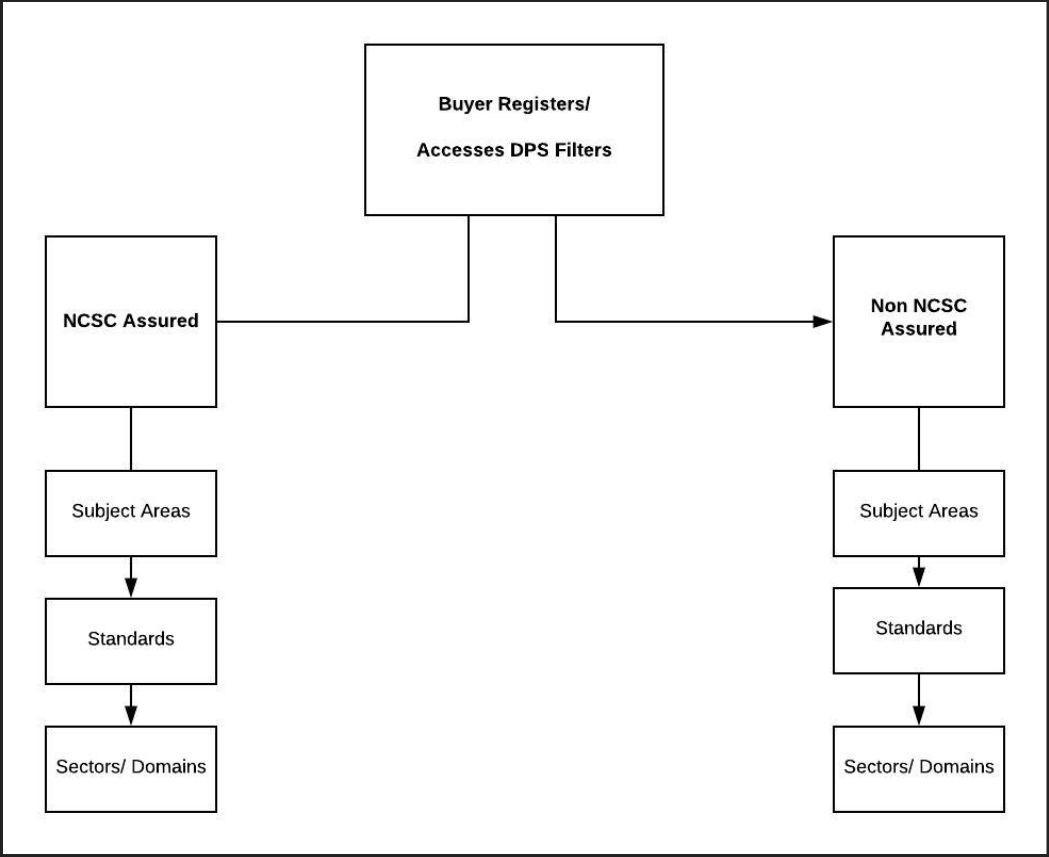 Buyer Registers/
Accesses DPS Filters
NCSC Assured
Non NCSC
Assured
Subject Areas
Subject Areas
Standards
Standards
Sectors/ Domains
Sectors/ Domains